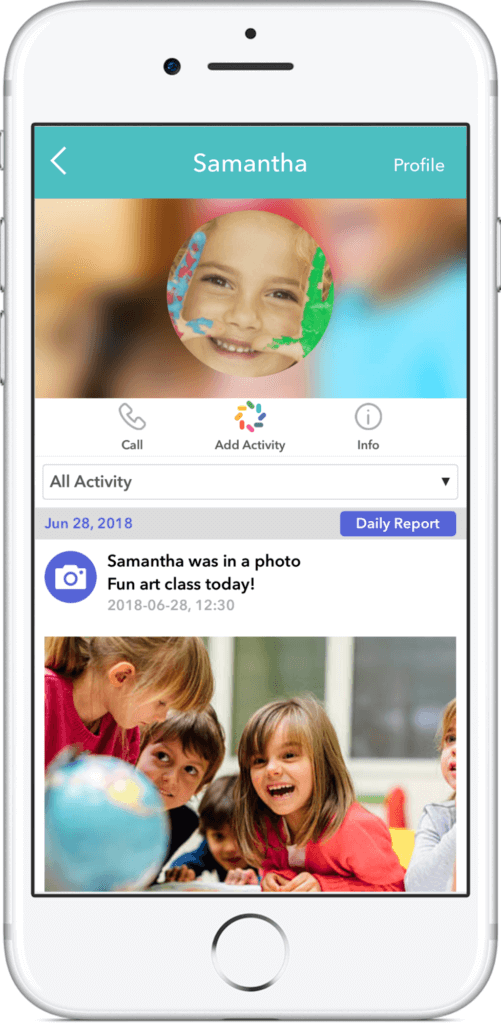 Samantha
Profile
Call
Add Activity
Info
All Activity
Jun 28, 2018
Daily Report
Samantha was in a photo
Fun art class today!
2018-06-28, 12:30